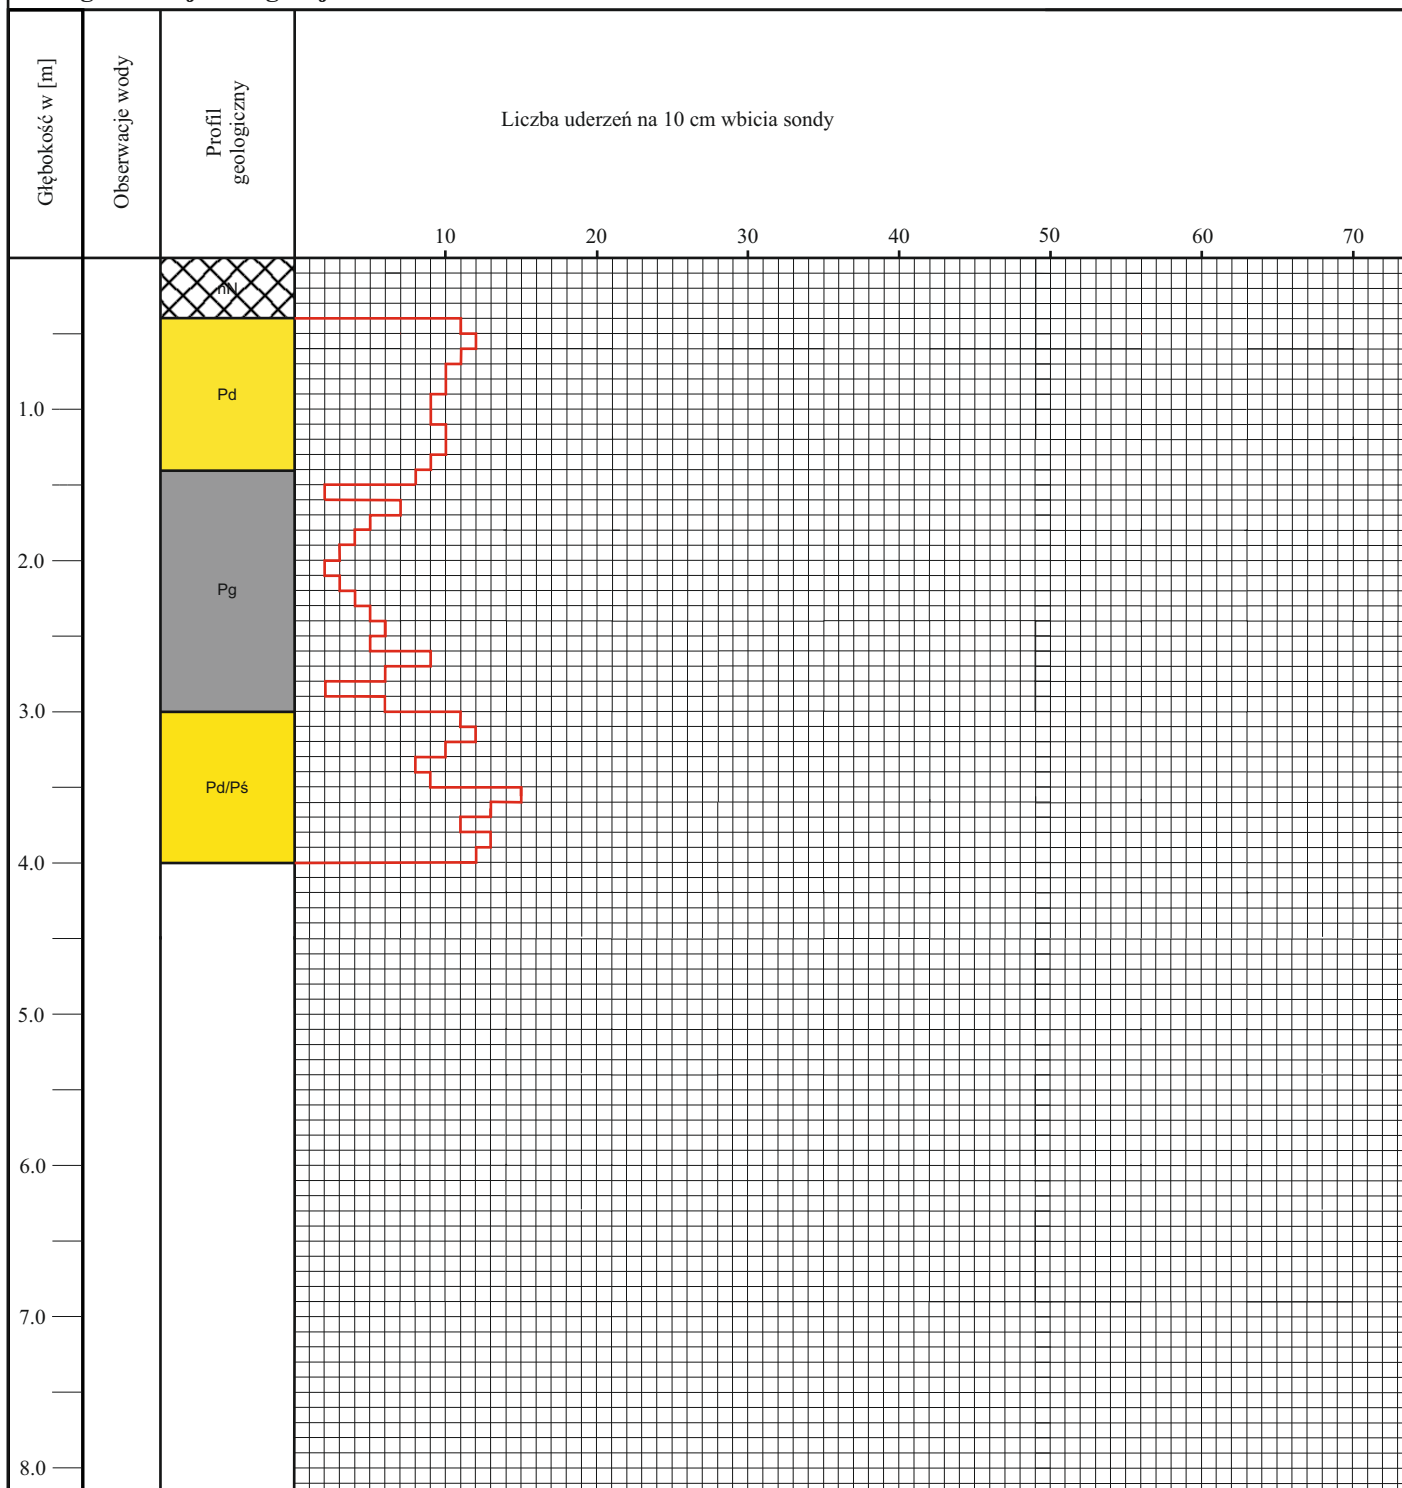 Głębokość w [m]
Obserwacje wody
Profil
geologiczny
Liczba uderzeń na 10 cm wbicia sondy
10 20 30 40 50 60 70
nN
Pd
1.0
2.0
Pg
3.0
Pd/Pś
4.0
5.0
6.0
7.0
8.0